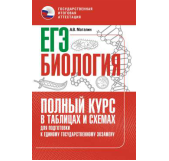 ГОСУДАРСТВЕННАЯ
ИТОГОВАЯ
АТТЕСТАЦИЯ
ЕГЭ
БИОЛОГИЯ
ПОЛНЫЙ КУРС
В ТАБЛИЦАХ И СХЕМАХ
ДЛЯ ПОДГОТОВКИ
К ЕДИНОМУ ГОСУДАРСТВЕННОМУ ЭКЗАМЕНУ